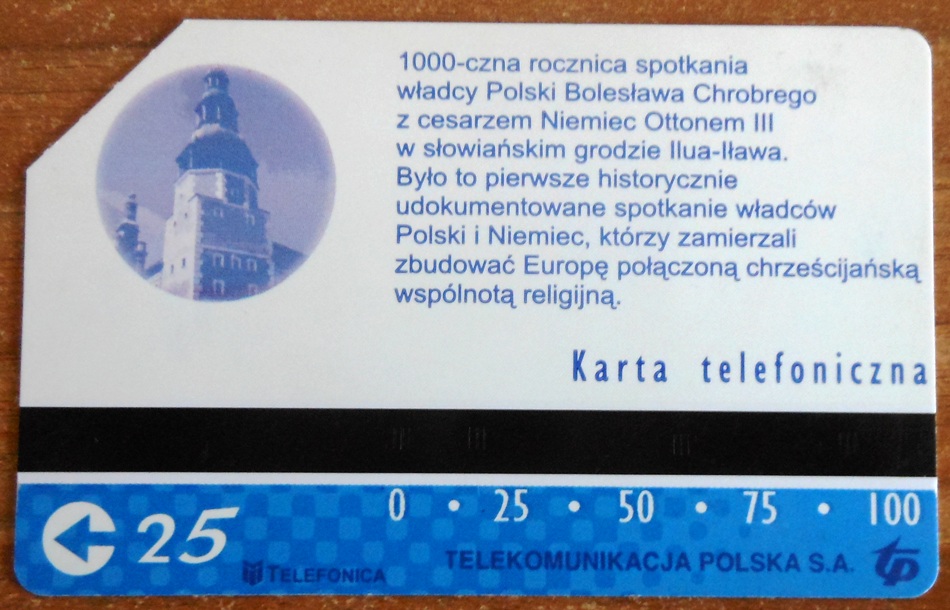 1000-czna rocznica spotkania
władcy Polski Bolesława Chrobrego
z cesarzem Niemiec Ottonem III
w słowiańskim grodzie Ilua-Iława.
Było to pierwsze historycznie
udokumentowane spotkanie władców
Polski i Niemiec, którzy zamierzali
zbudować Europę połączoną chrześcijańską
wspólnotą religijną.
Karta telefoniczna
0 • 25 • 50 • 75 • 100
25
TELEFONICA
TELEKOMUNIKACJA POLSKA S.A.
tp